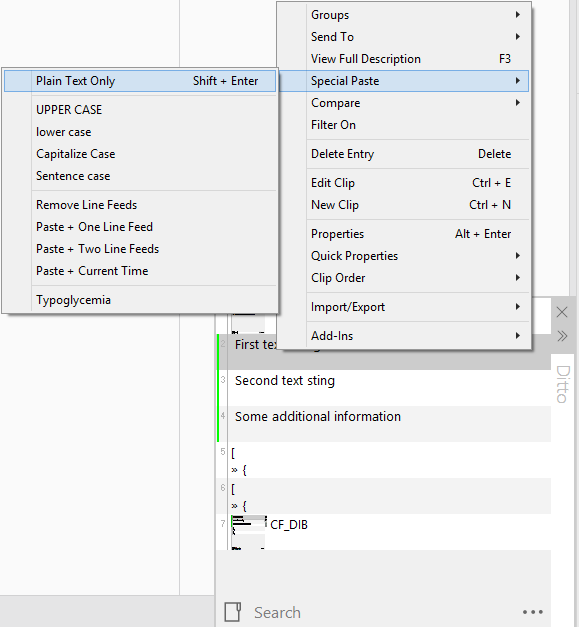 Groups
Send To
View Full Description F3
Special Paste
Compare
Filter On
Delete Entry Delete
Edit Clip Ctrl + E
New Clip Ctrl + N
Properties Alt + Enter
Quick Properties
Clip Order
Import/Export
Add-Ins
Plain Text Only Shift + Enter
UPPER CASE
lower case
Capitalize Case
Sentence case
Remove Line Feeds
Paste + One Line Feed
Paste + Two Line Feeds
Paste + Current Time
Typoglycemia
Ditto
2 First
3 Second text sting
4 Some additional information
5 [
» {
6 [
» {
7 CF_DIB
Search